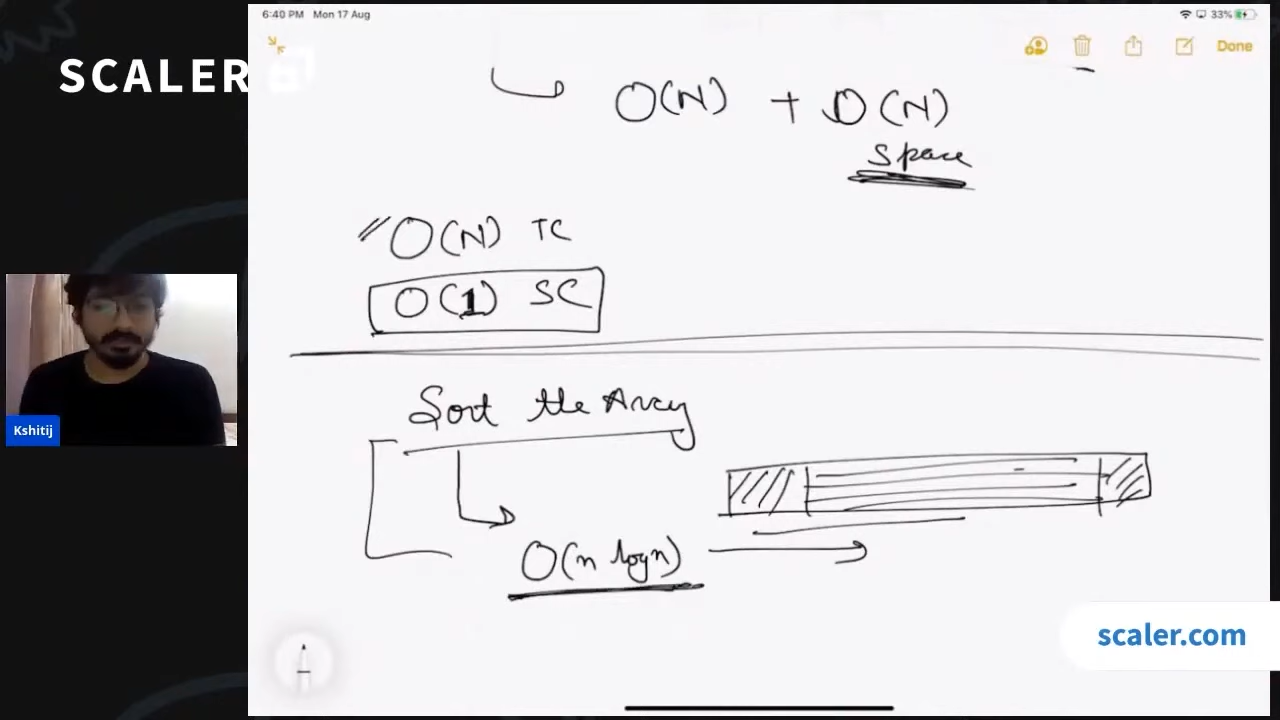 6:40 PM Mon 17 Aug
33%
Done
SCALER
O(N) + O(N)
Space
O(N) TC
O(1) SC
Sort the Array
Kshitij
O(n logn)
scaler.com